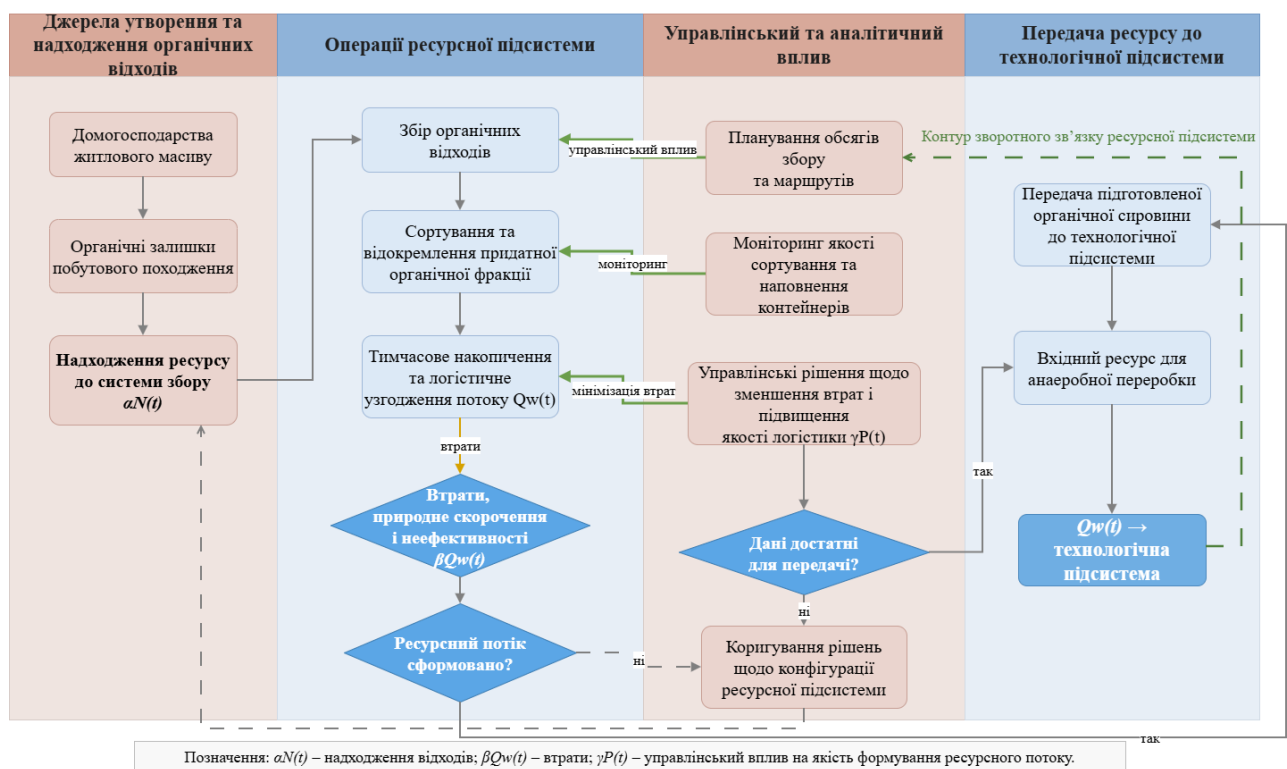 Джерела утворення та
надходження органічних
відходів
Операції ресурсної підсистеми
Управлінський та аналітичний
вплив
Передача ресурсу до
технологічної підсистеми
Домогосподарства
житлового масиву
Органічні залишки
побутового походження
Надходження ресурсу
до системи збору
αN(t)
Збір органічних
відходів
Сортування та
відокремлення придатної
органічної фракції
Тимчасове накопичення
та логістичне
узгодження потоку Qw(t)
втрати
Втрати,
природне скорочення
і неефективності
βQw(t)
Ресурсний потік
сформовано?
ні
управлінський вплив
моніторинг
мінімізація втрат
Планування обсягів
збору
та маршрутів
Моніторинг якості
сортування та
наповнення
контейнерів
Управлінські рішення щодо
зменшення втрат і
підвищення
якості логістики γP(t)
Дані достатні
для передачі?
ні
так
Коригування рішень
щодо конфігурації
ресурсної підсистеми
Контур зворотного зв’язку ресурсної підсистеми
Передача підготовленої
органічної сировини
до технологічної
підсистеми
Вхідний ресурс для
анаеробної переробки
Qw(t) →
технологічна
підсистема
так
Позначення: αN(t) – надходження відходів; βQw(t) – втрати; γP(t) – управлінський вплив на якість формування ресурсного потоку.